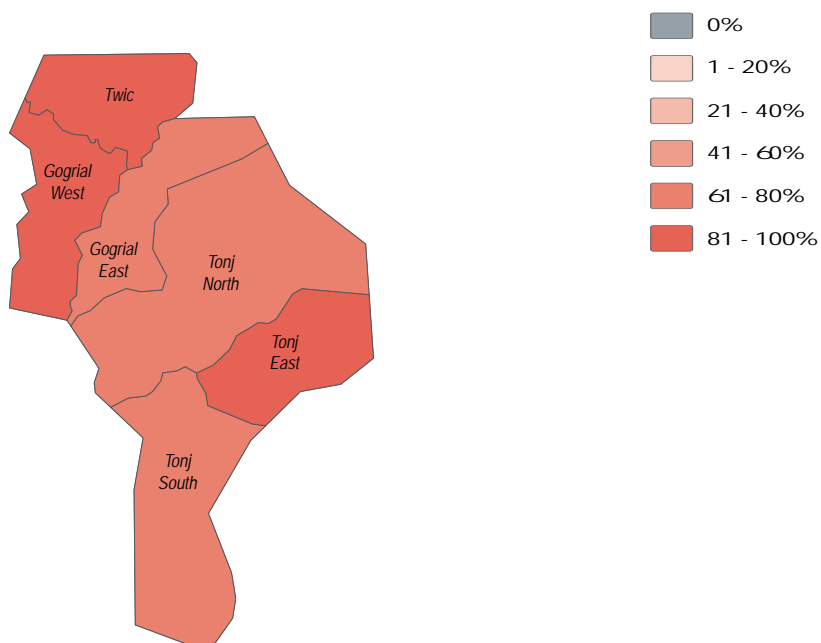 0%
1 - 20%
21 - 40%
41 - 60%
61 - 80%
81 - 100%
Twic
Gogrial
West
Gogrial
East
Tonj
North
Tonj
East
Tonj
South